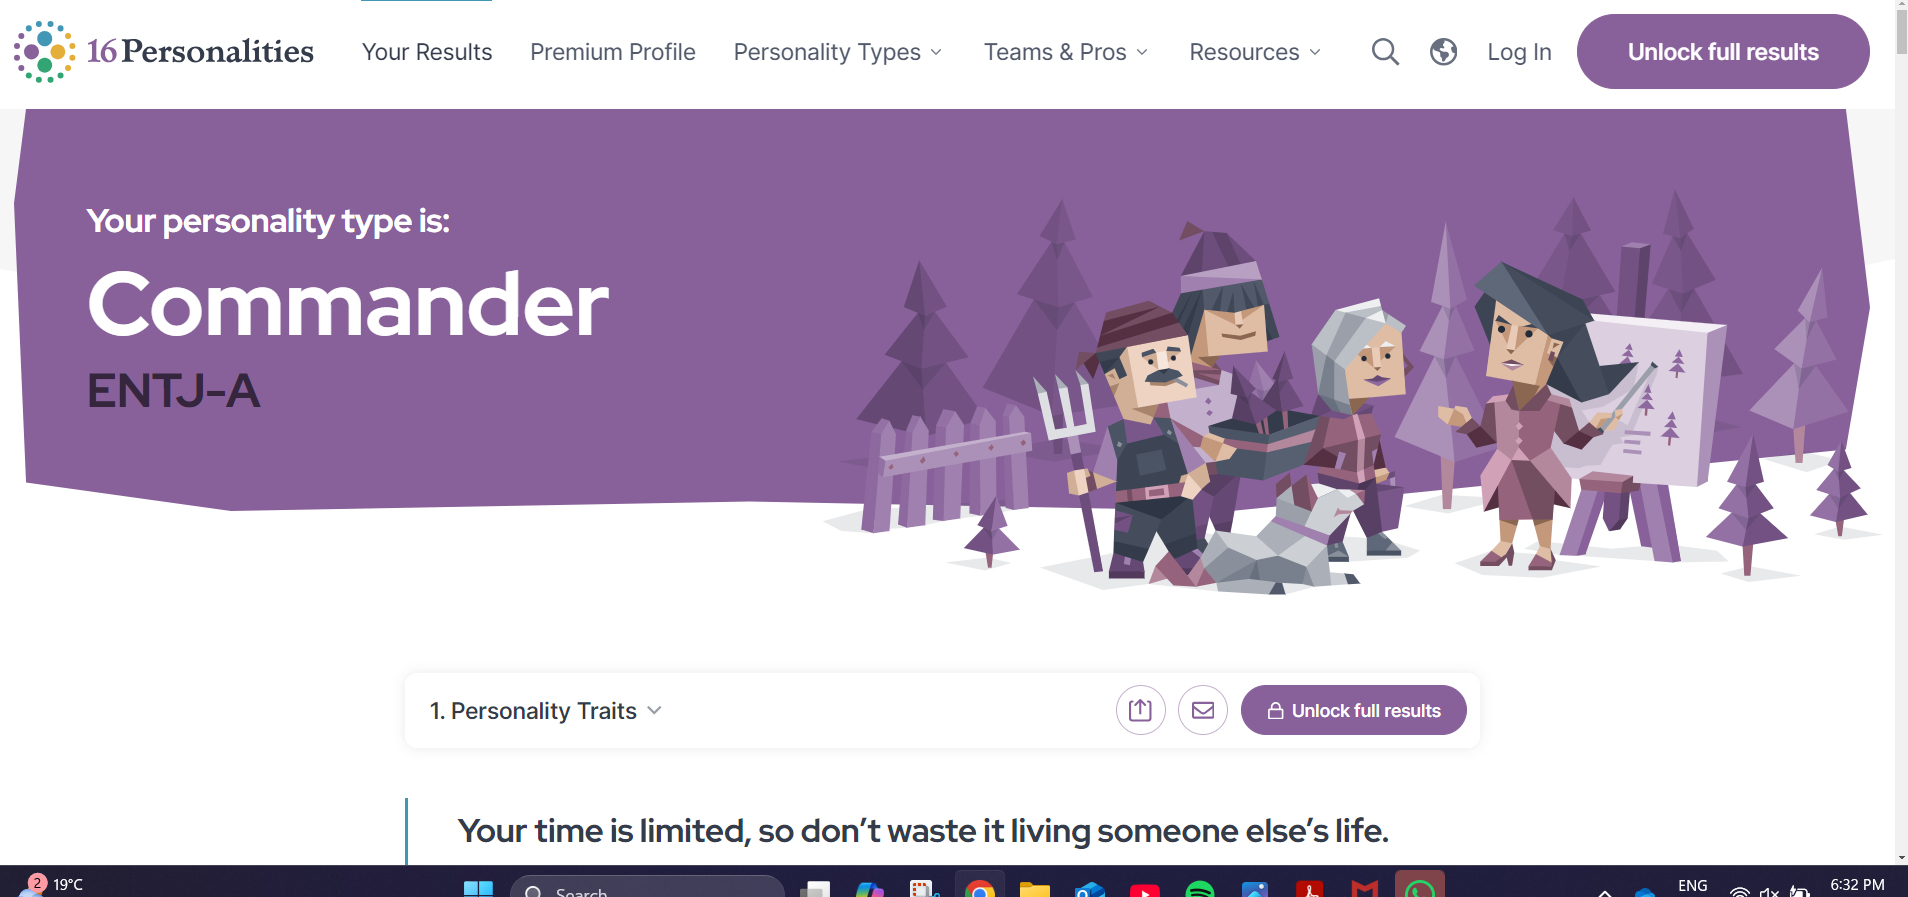 16Personalities
Your Results
Premium Profile
Personality Types
Teams & Pros
Resources
Log In
Unlock full results
Your personality type is:
Commander
ENTJ-A
1. Personality Traits
Unlock full results
Your time is limited, so don’t waste it living someone else’s life.
2
19°C
Search
ENG
6:32 PM